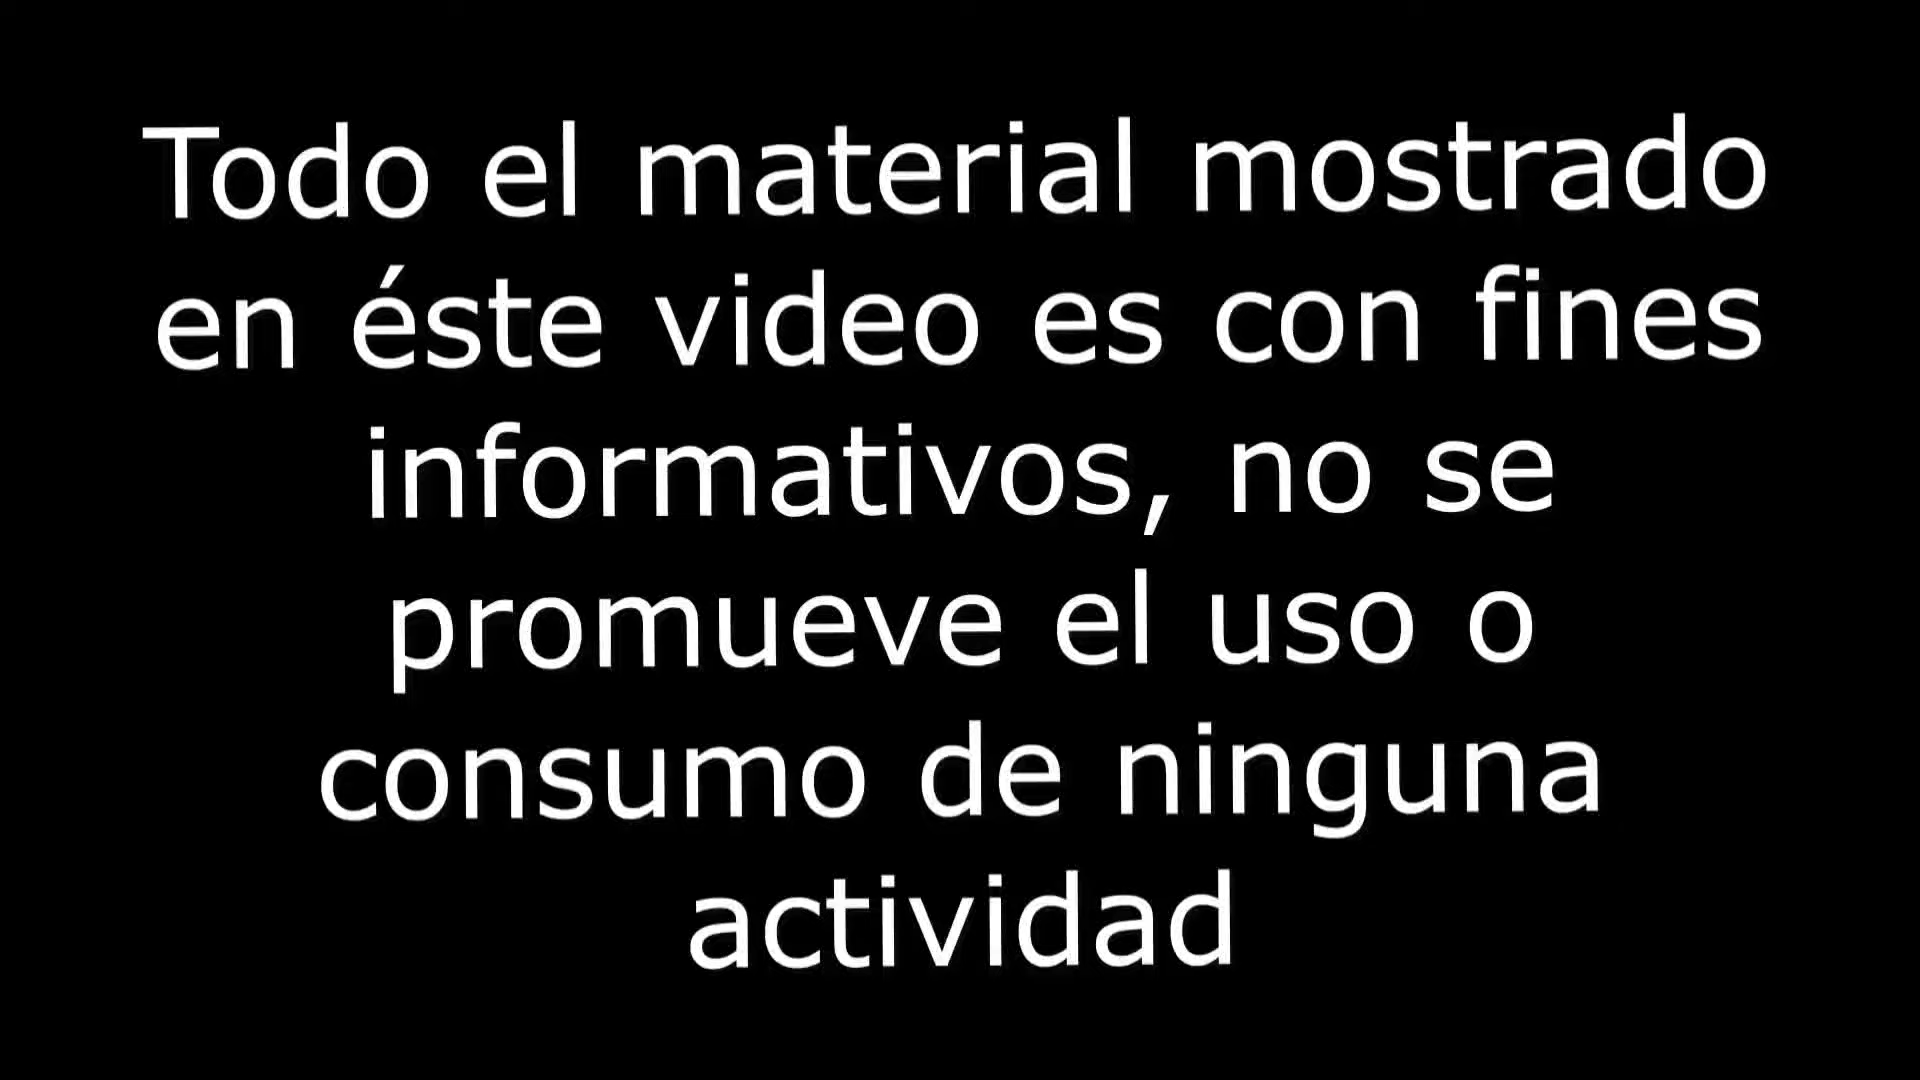 Todo el material mostrado
en éste video es con fines
informativos, no se
promueve el uso o
consumo de ninguna
actividad